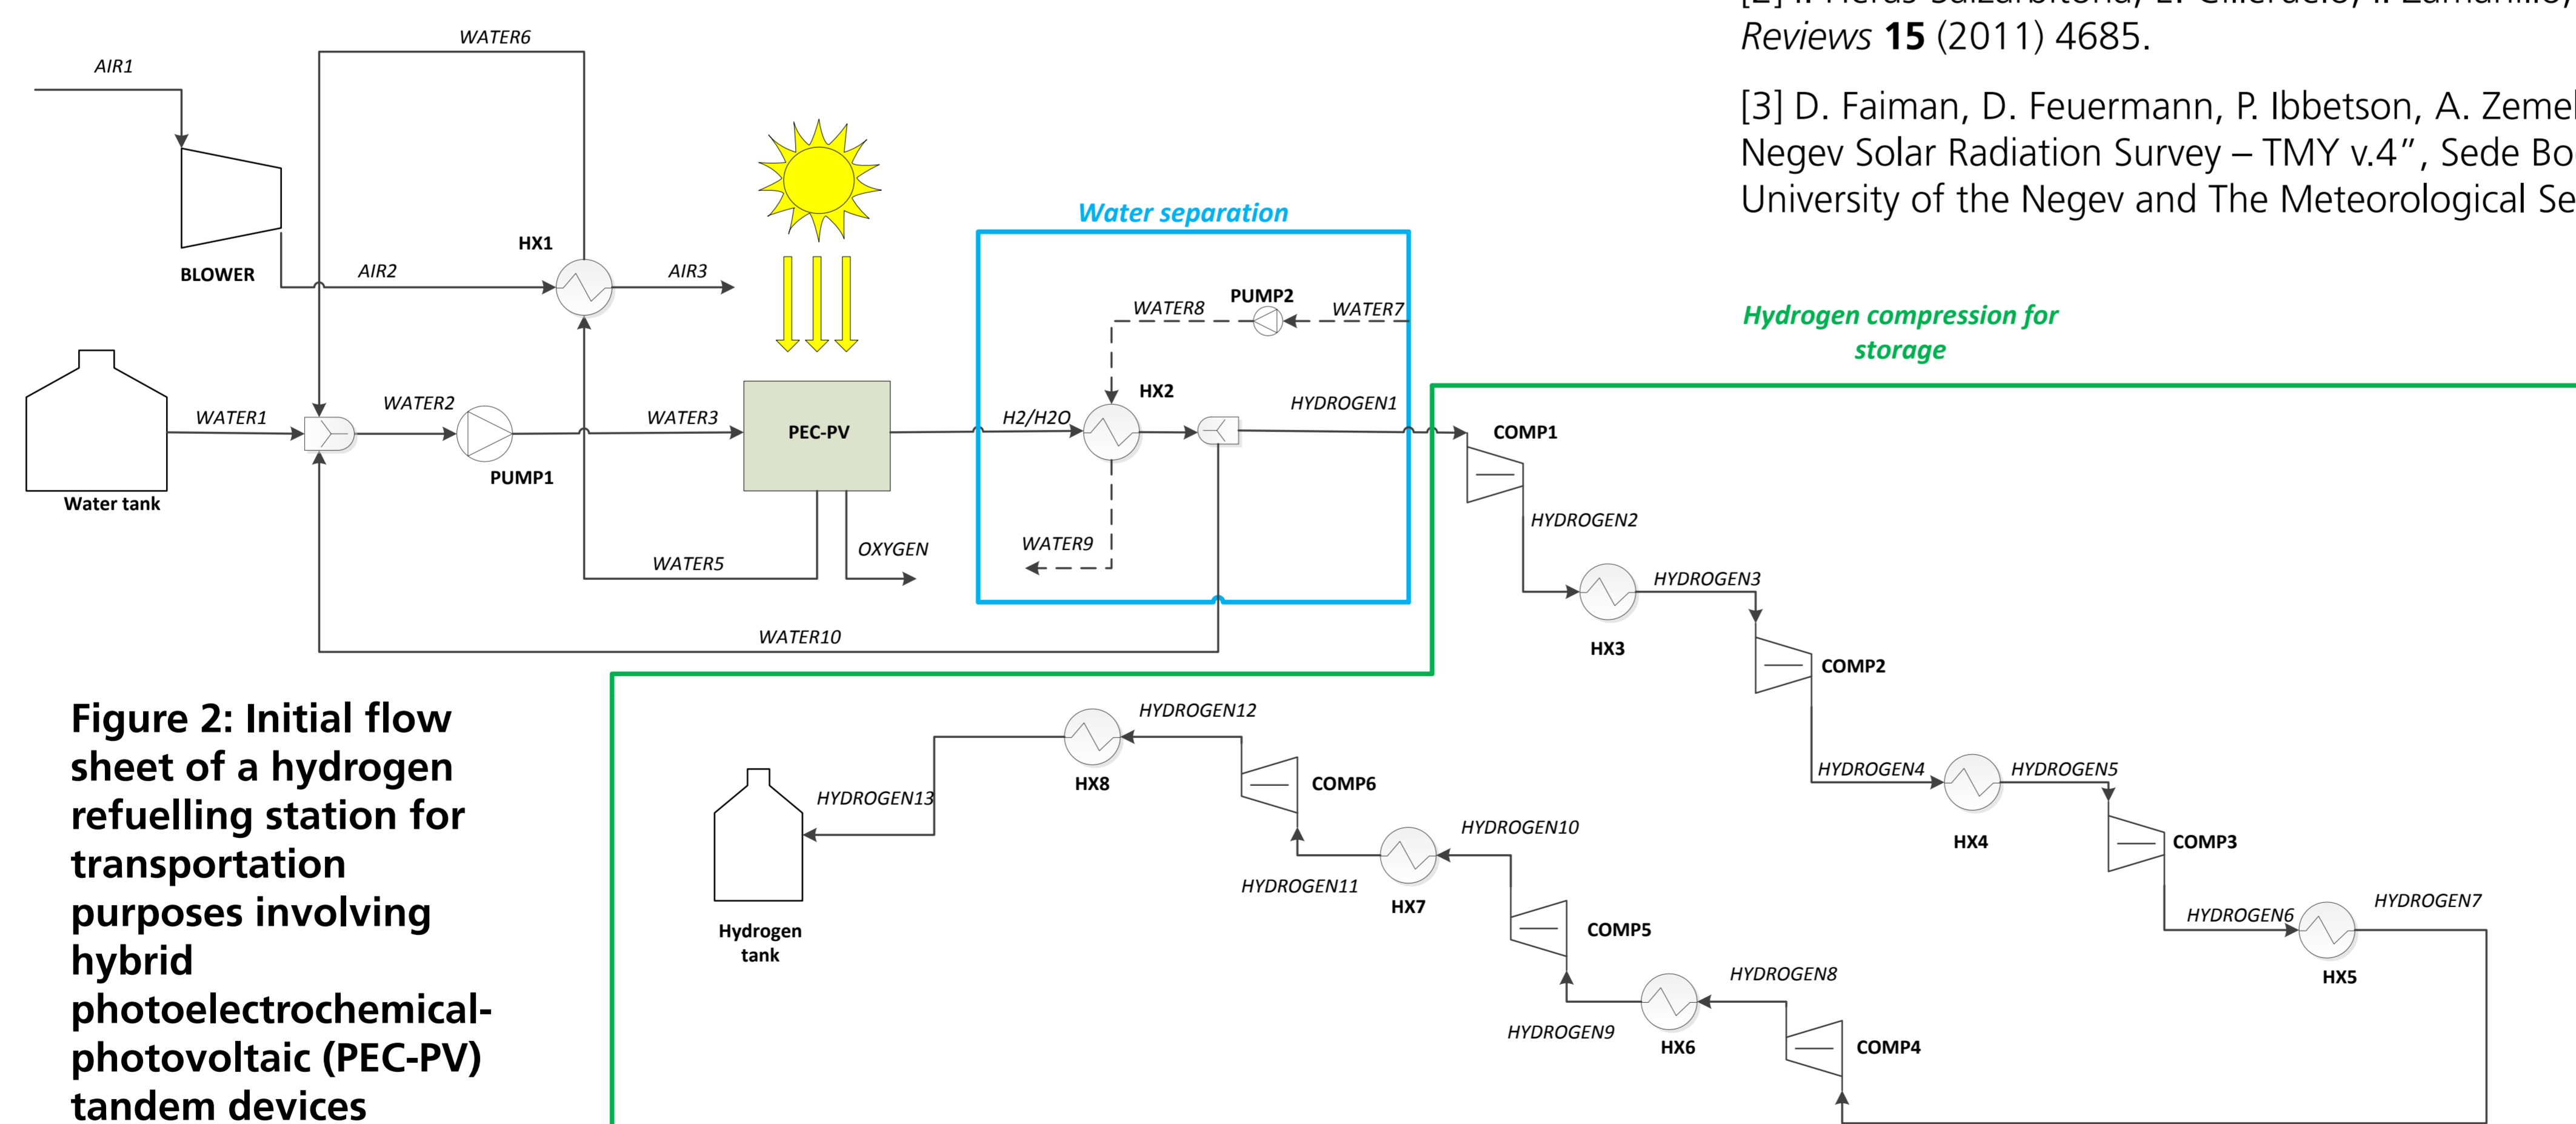 Reviews 15 (2011) 4685.
[3] D. Faiman, D. Feuermann, P. Ibbetson, A. Zemel
Negev Solar Radiation Survey – TMY v.4”, Sede Bo
University of the Negev and The Meteorological Se
WATER6
AIR1
BLOWER
AIR2
HX1
AIR3
Water separation
PUMP2
WATER8
WATER7
Hydrogen compression for
storage
WATER1
WATER2
PUMP1
WATER3
PEC-PV
H2/H2O
HX2
HYDROGEN1
Water tank
WATER5
OXYGEN
WATER9
WATER10
COMP1
HYDROGEN2
HX3
HYDROGEN3
COMP2
HYDROGEN4
HX4
HYDROGEN5
COMP3
HYDROGEN6
HX5
HYDROGEN7
COMP4
HYDROGEN8
HX6
HYDROGEN9
COMP5
HYDROGEN10
HX7
HYDROGEN11
COMP6
HYDROGEN12
HX8
HYDROGEN13
Hydrogen
tank
Figure 2: Initial flow
sheet of a hydrogen
refuelling station for
transportation
purposes involving
hybrid
photoelectrochemical-
photovoltaic (PEC-PV)
tandem devices